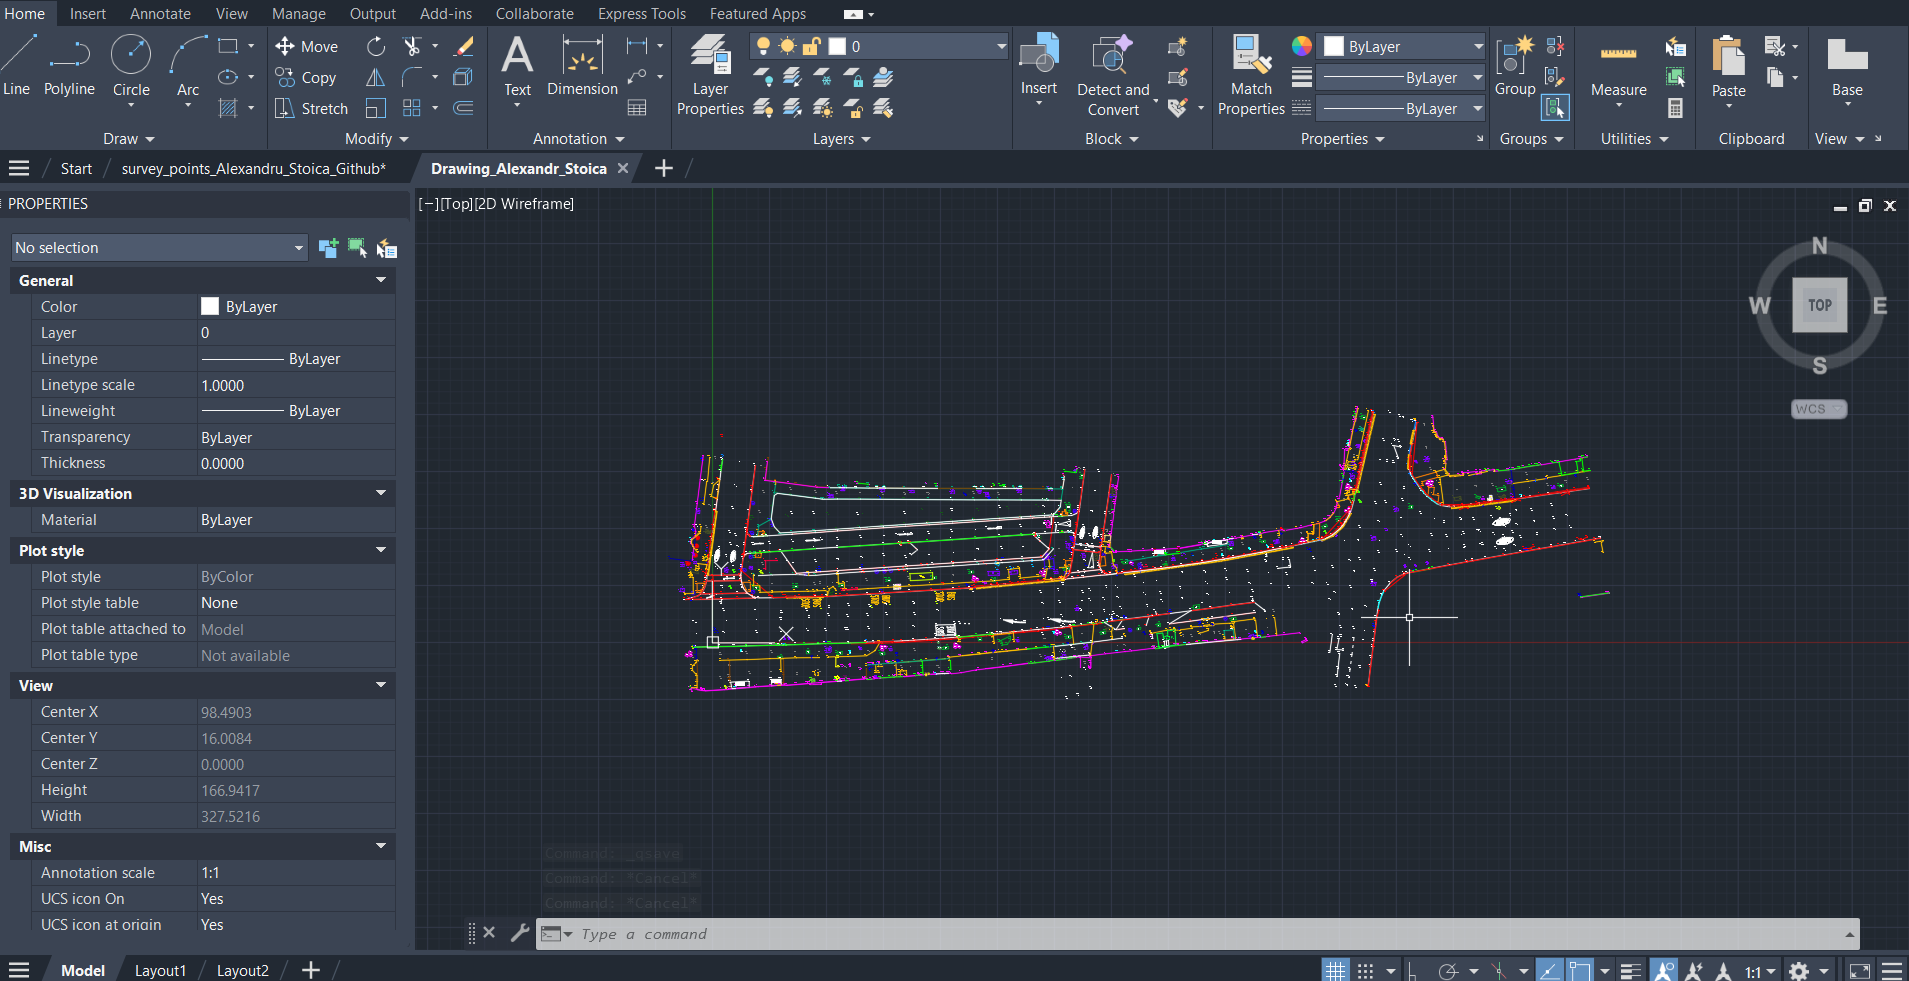 Home Insert Annotate View Manage Output Add-ins Collaborate Express Tools Featured Apps
Line Polyline Circle Arc
Move
Copy
Stretch
Text Dimension
Layer
Properties
0
Insert
Detect and
Convert
Match
Properties
ByLayer
ByLayer
ByLayer
Group
Measure
Paste
Base
Draw Modify Annotation Layers Block Properties Groups Utilities Clipboard View
Start survey_points_Alexandru_Stoica_Github* Drawing_Alexandr_Stoica
PROPERTIES
[−][Top][2D Wireframe]
No selection
General
Color ByLayer
Layer 0
Linetype ByLayer
Linetype scale 1.0000
Lineweight ByLayer
Transparency ByLayer
Thickness 0.0000
3D Visualization
Material ByLayer
Plot style
Plot style ByColor
Plot style table None
Plot table attached to Model
Plot table type Not available
View
Center X 98.4903
Center Y 16.0084
Center Z 0.0000
Height 166.9417
Width 327.5216
Misc
Annotation scale 1:1
UCS icon On Yes
UCS icon at origin Yes
N
W TOP E
S
WCS
Command: _qsave
Command: *Cancel*
Command: *Cancel*
Type a command
Model Layout1 Layout2
1:1